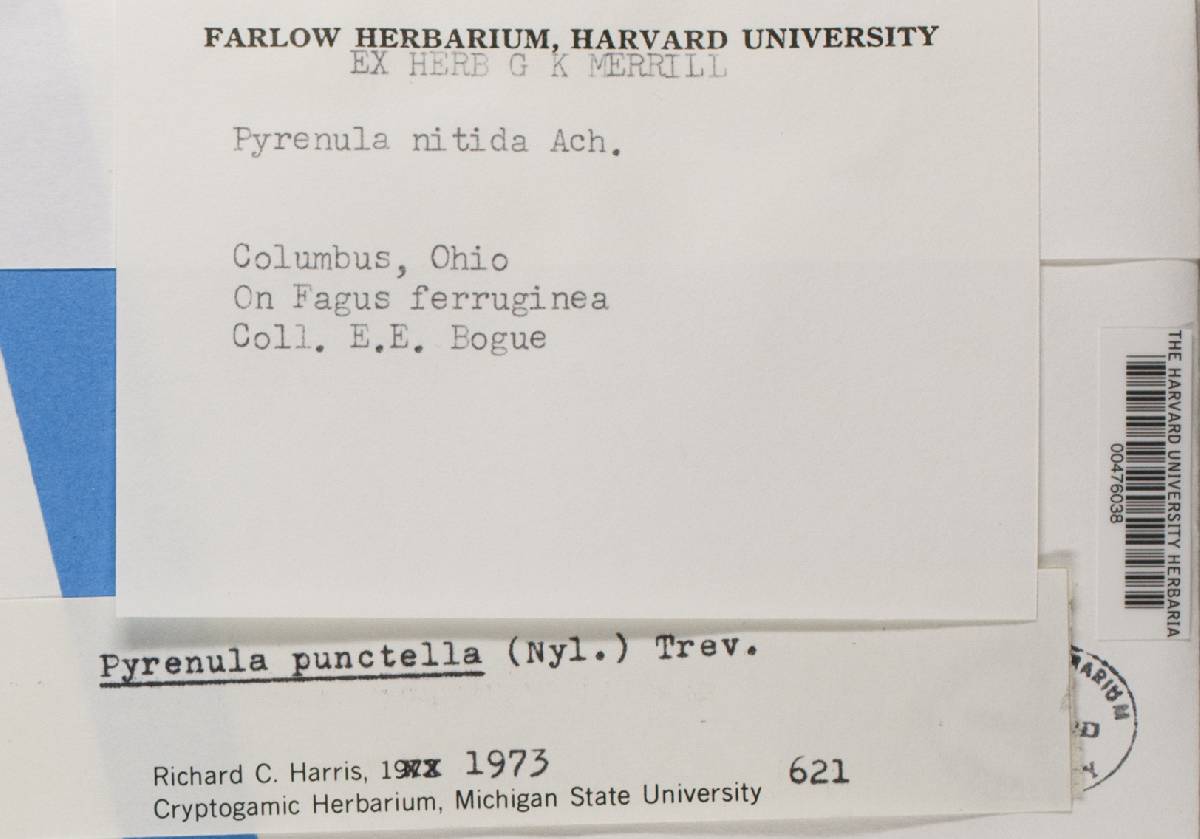 FARLOW HERBARIUM, HARVARD UNIVERSITY
EX HERB G K MERRILL
Pyrenula nitida Ach.
Columbus, Ohio
On Fagus ferruginea
Coll. E.E. Bogue
THE HARVARD UNIVERSITY HERBARIA
00476038
Pyrenula punctella (Nyl.) Trev.
Richard C. Harris, 19 1973
621
Cryptogamic Herbarium, Michigan State University